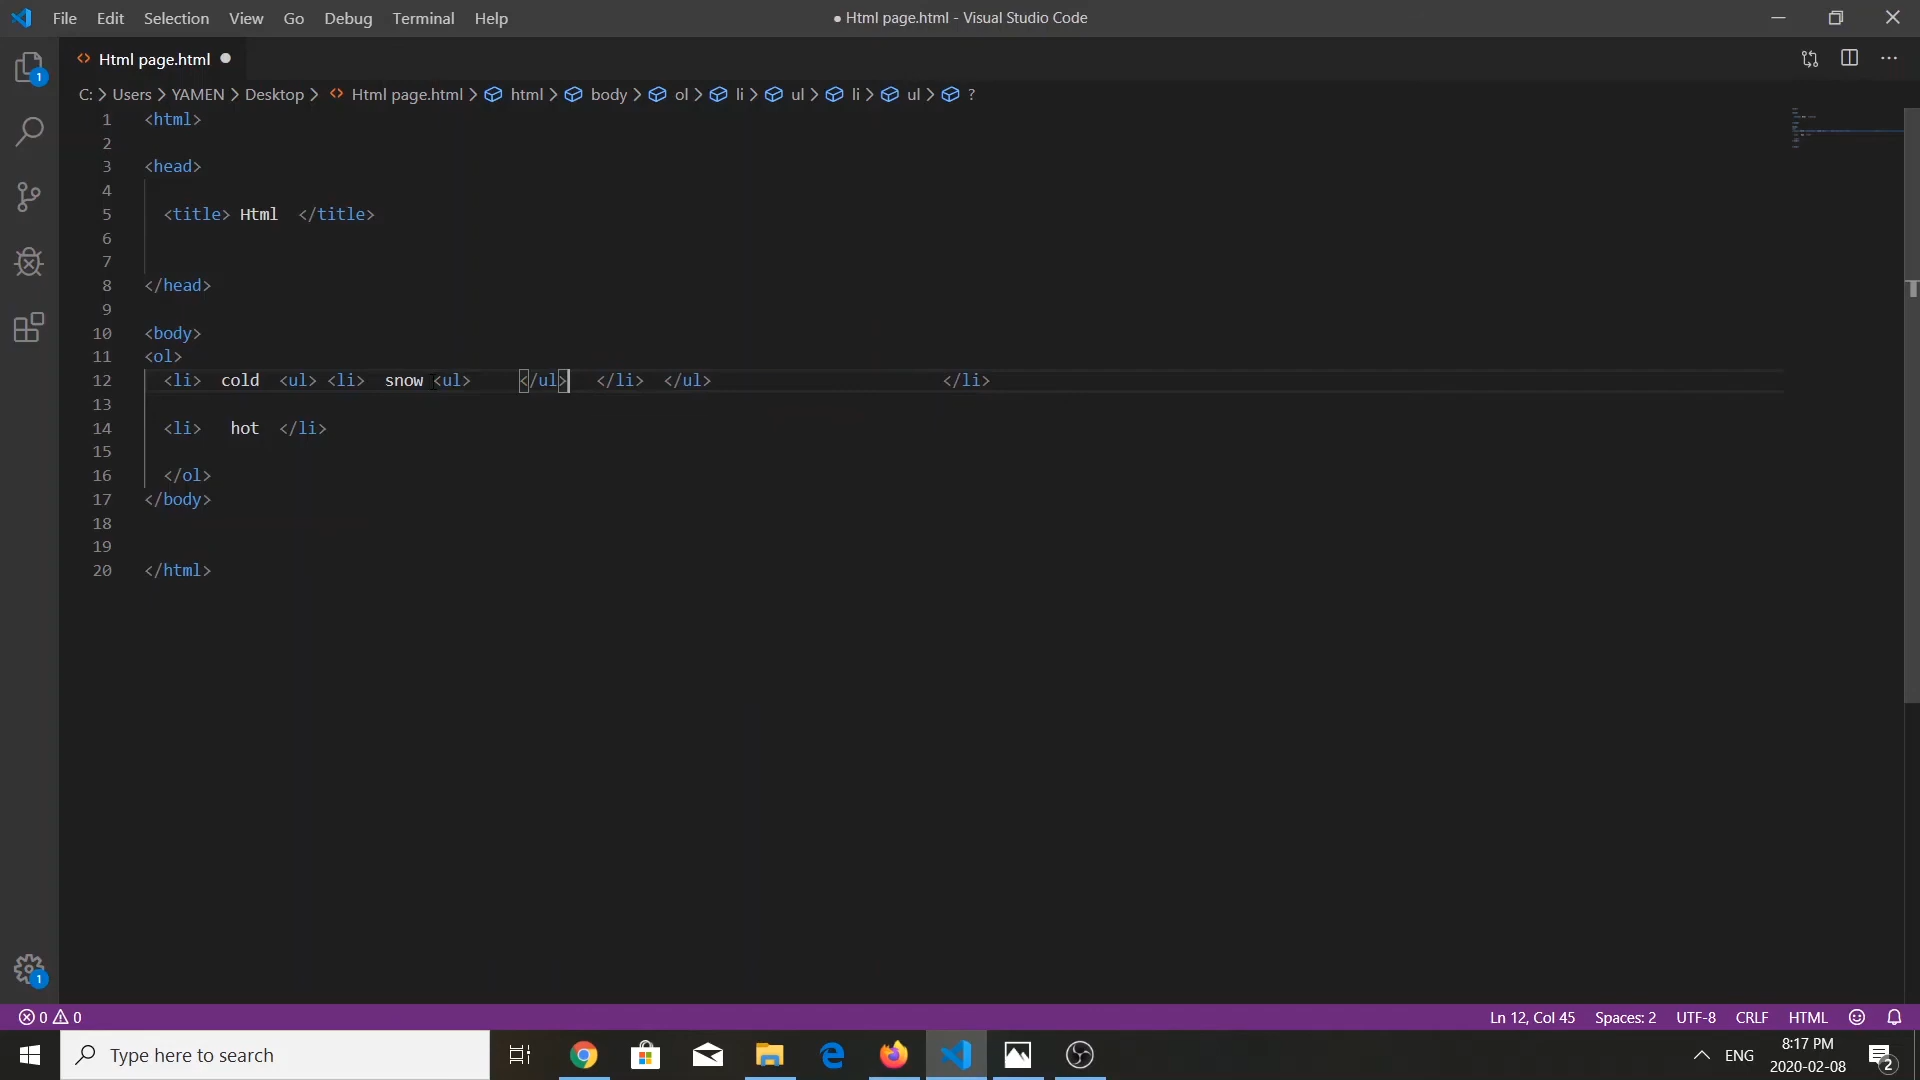 File Edit Selection View Go Debug Terminal Help ● Html page.html - Visual Studio Code
<> Html page.html
C: > Users > YAMEN > Desktop > <> Html page.html > html > body > ol > li > ul > li > ul > ?
1 <html>
2
3 <head>
4
5 <title> Html </title>
6
7
8 </head>
9
10 <body>
11 <ol>
12 <li> cold <ul> <li> snow <ul> </ul> </li> </ul> </li>
13
14 <li> hot </li>
15
16 </ol>
17 </body>
18
19
20 </html>
1
1
0 0 Ln 12, Col 45 Spaces: 2 UTF-8 CRLF HTML
Type here to search ENG 8:17 PM
2020-02-08
2